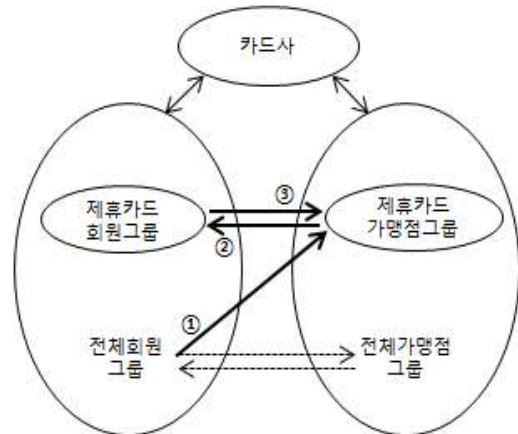 카드사
③
제휴카드
회원그룹
제휴카드
가맹점그룹
②
①
전체회원
그룹
전체가맹점
그룹